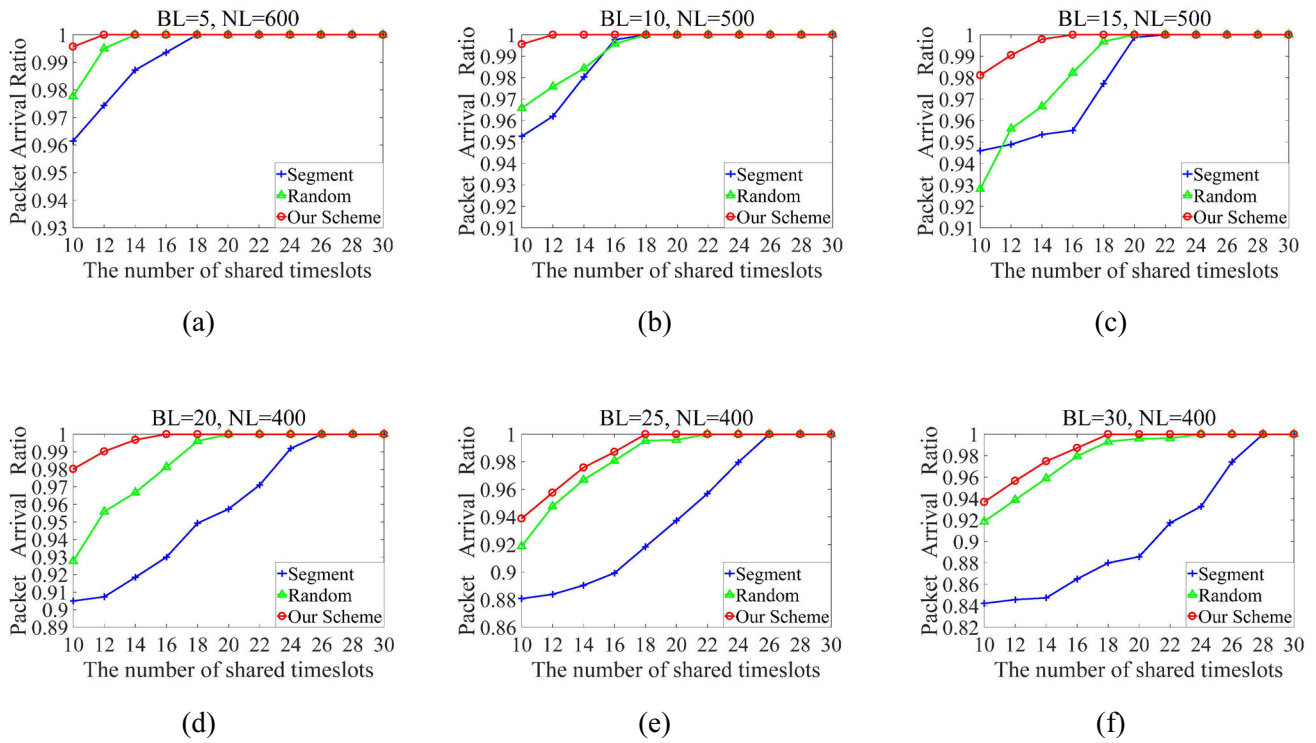 BL=5, NL=600
Packet Arrival Ratio
1
0.99
0.98
0.97
0.96
0.95
0.94
0.93
10 12 14 16 18 20 22 24 26 28 30
The number of shared timeslots
Segment
Random
Our Scheme
(a)
BL=10, NL=500
Packet Arrival Ratio
1
0.99
0.98
0.97
0.96
0.95
0.94
0.93
0.92
0.91
10 12 14 16 18 20 22 24 26 28 30
The number of shared timeslots
Segment
Random
Our Scheme
(b)
BL=15, NL=500
Packet Arrival Ratio
1
0.99
0.98
0.97
0.96
0.95
0.94
0.93
0.92
0.91
10 12 14 16 18 20 22 24 26 28 30
The number of shared timeslots
Segment
Random
Our Scheme
(c)
BL=20, NL=400
Packet Arrival Ratio
1
0.99
0.98
0.97
0.96
0.95
0.94
0.93
0.92
0.91
0.9
0.89
10 12 14 16 18 20 22 24 26 28 30
The number of shared timeslots
Segment
Random
Our Scheme
(d)
BL=25, NL=400
Packet Arrival Ratio
1
0.98
0.96
0.94
0.92
0.9
0.88
0.86
10 12 14 16 18 20 22 24 26 28 30
The number of shared timeslots
Segment
Random
Our Scheme
(e)
BL=30, NL=400
Packet Arrival Ratio
1
0.98
0.96
0.94
0.92
0.9
0.88
0.86
0.84
0.82
10 12 14 16 18 20 22 24 26 28 30
The number of shared timeslots
Segment
Random
Our Scheme
(f)